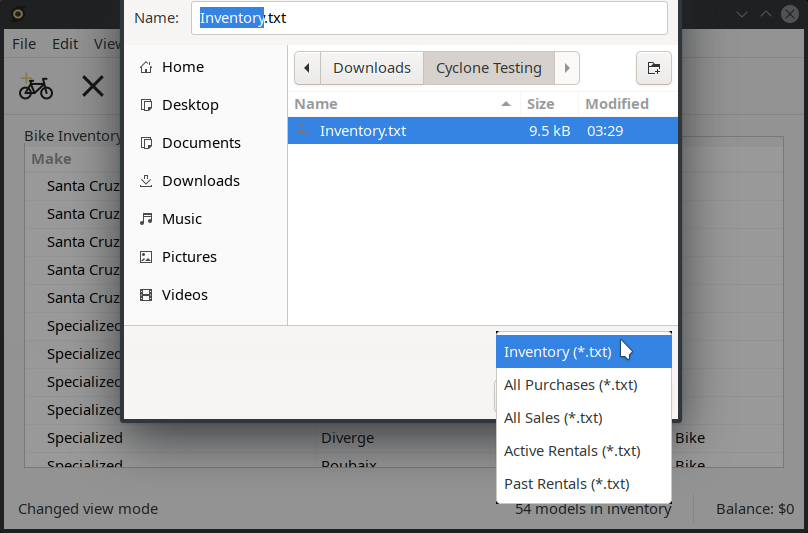 Name: Inventory.txt
File Edit View
Home
Desktop
Documents
Downloads
Music
Pictures
Videos
Downloads Cyclone Testing
Name Size Modified
Inventory.txt 9.5 kB 03:29
Bike Inventory
Make
Santa Cruz
Santa Cruz
Santa Cruz
Santa Cruz
Santa Cruz
Specialized
Specialized
Specialized
Specialized
Specialized Diverge Bike
Specialized Roubaix Bike
Inventory (*.txt)
All Purchases (*.txt)
All Sales (*.txt)
Active Rentals (*.txt)
Past Rentals (*.txt)
Changed view mode 54 models in inventory Balance: $0